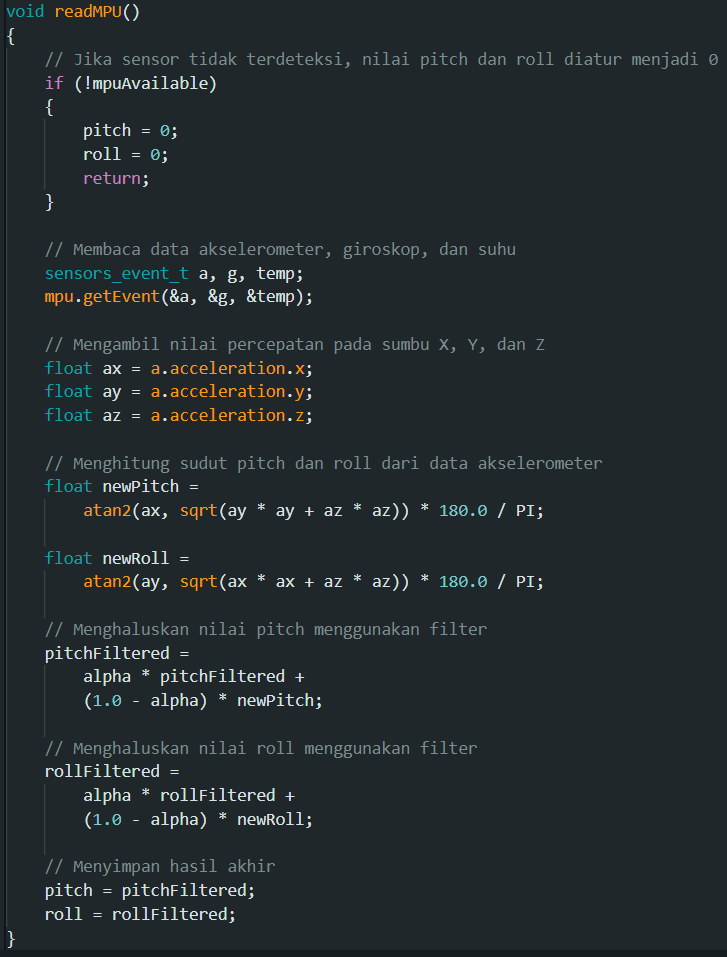 void readMPU()
{
// Jika sensor tidak terdeteksi, nilai pitch dan roll diatur menjadi 0
if (!mpuAvailable)
{
pitch = 0;
roll = 0;
return;
}
// Membaca data akselerometer, giroskop, dan suhu
sensors_event_t a, g, temp;
mpu.getEvent(&a, &g, &temp);
// Mengambil nilai percepatan pada sumbu X, Y, dan Z
float ax = a.acceleration.x;
float ay = a.acceleration.y;
float az = a.acceleration.z;
// Menghitung sudut pitch dan roll dari data akselerometer
float newPitch =
atan2(ax, sqrt(ay * ay + az * az)) * 180.0 / PI;
float newRoll =
atan2(ay, sqrt(ax * ax + az * az)) * 180.0 / PI;
// Menghaluskan nilai pitch menggunakan filter
pitchFiltered =
alpha * pitchFiltered +
(1.0 - alpha) * newPitch;
// Menghaluskan nilai roll menggunakan filter
rollFiltered =
alpha * rollFiltered +
(1.0 - alpha) * newRoll;
// Menyimpan hasil akhir
pitch = pitchFiltered;
roll = rollFiltered;
}